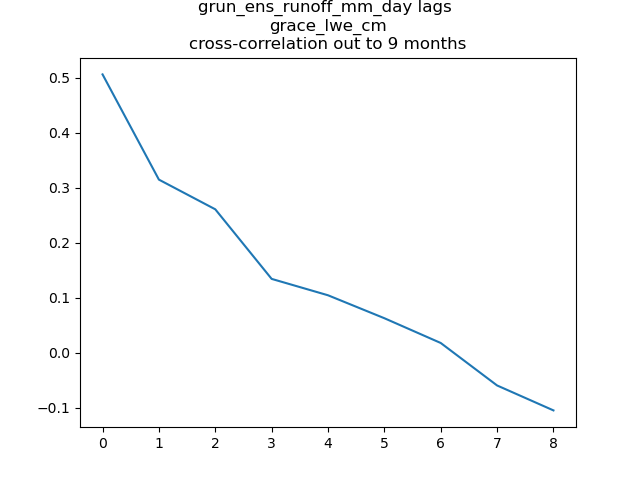 grun_ens_runoff_mm_day lags
grace_lwe_cm
cross-correlation out to 9 months
0.5
0.4
0.3
0.2
0.1
0.0
−0.1
0 1 2 3 4 5 6 7 8